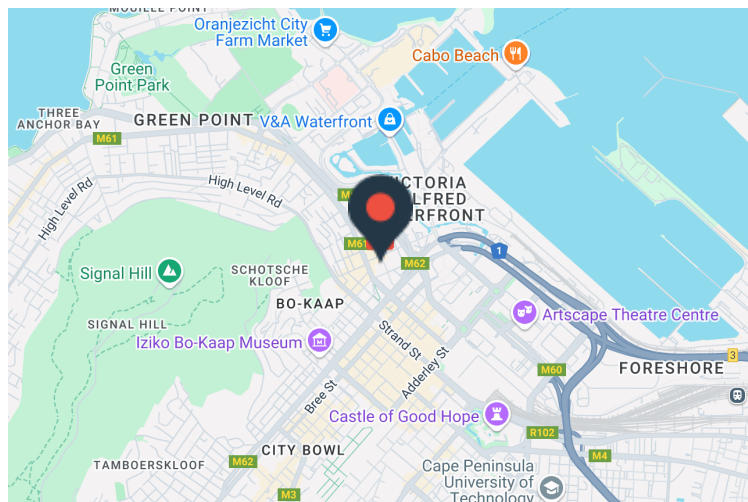 MOUILLE POINT
Oranjezicht City
Farm Market
Cabo Beach
Green
Point Park
THREE
ANCHOR BAY
GREEN POINT
V&A Waterfront
M61
High Level Rd
High Level Rd
M61
M62
1
Signal Hill
SCHOTSCHE
KLOOF
BO-KAAP
SIGNAL HILL
Iziko Bo-Kaap Museum
Artscape Theatre Centre
Strand St
Adderley St
Bree St
3
M60
FORESHORE
Castle of Good Hope
R102
M4
CITY BOWL
TAMBOERSKLOOF
M62
M3
Cape Peninsula
University of
Technology